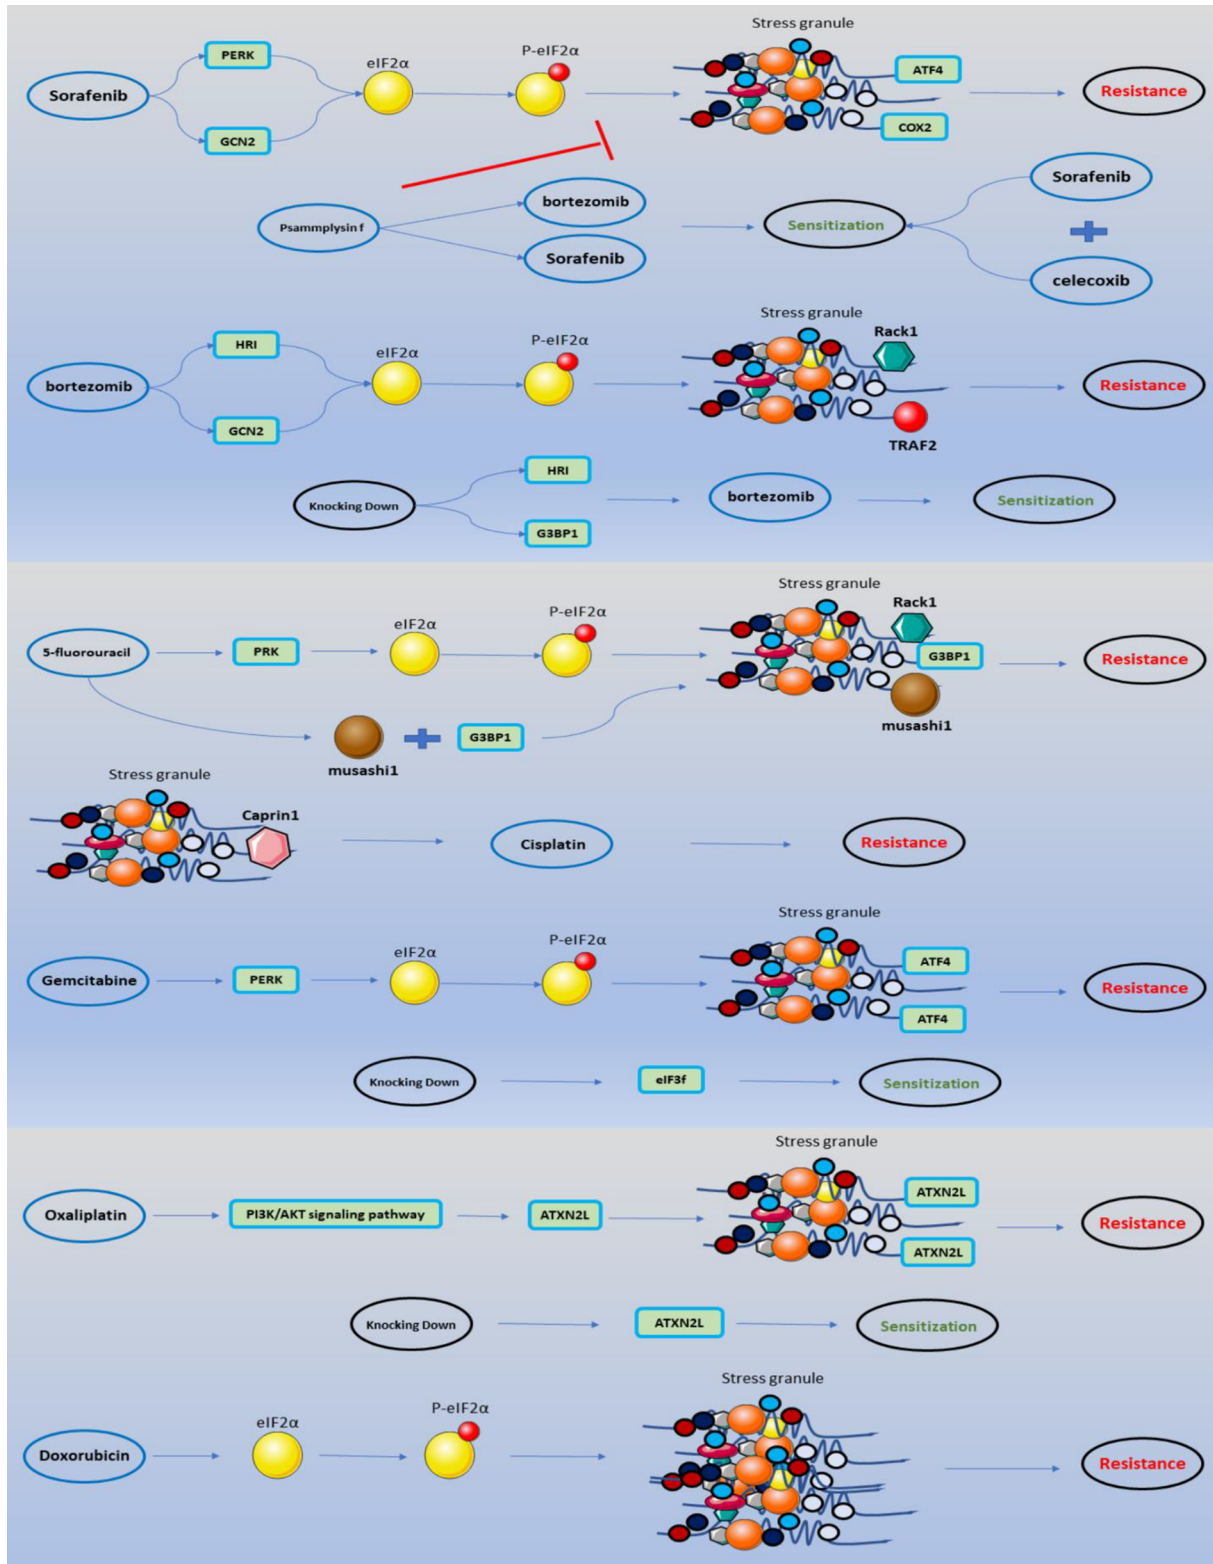 Stress granule
PERK
eIF2α
P-eIF2α
ATF4
Sorafenib
Resistance
GCN2
COX2
bortezomib
Sorafenib
Psammplysin f
Sensitization
Sorafenib
celecoxib
Stress granule
HRI
eIF2α
P-eIF2α
Rack1
bortezomib
Resistance
GCN2
TRAF2
HRI
Knocking Down
bortezomib
Sensitization
G3BP1
Stress granule
P-eIF2α
Rack1
eIF2α
5-fluorouracil
PRK
G3BP1
Resistance
musashi1
G3BP1
musashi1
Stress granule
Caprin1
Cisplatin
Resistance
Stress granule
eIF2α
P-eIF2α
ATF4
Gemcitabine
PERK
Resistance
ATF4
Knocking Down
eIF3f
Sensitization
Stress granule
ATXN2L
Oxaliplatin
PI3K/AKT signaling pathway
ATXN2L
Resistance
ATXN2L
Knocking Down
ATXN2L
Sensitization
Stress granule
eIF2α
P-eIF2α
Doxorubicin
Resistance